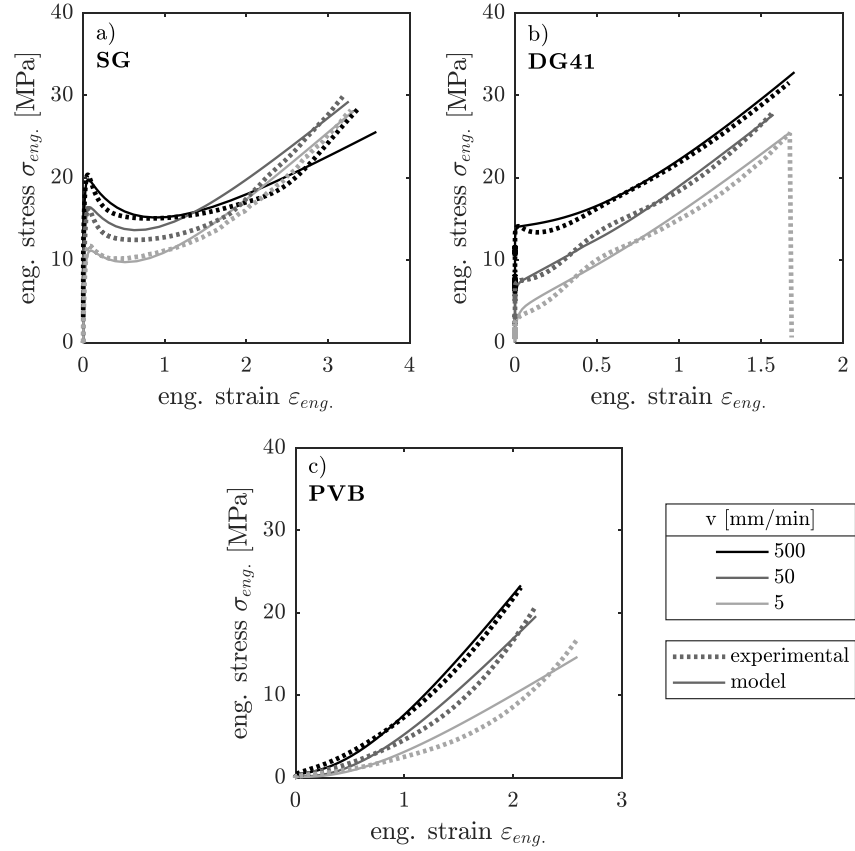 a)
SG
eng. stress σeng. [MPa]
40
30
20
10
0
0 1 2 3 4
eng. strain εeng.
b)
DG41
eng. stress σeng. [MPa]
40
30
20
10
0
0 0.5 1 1.5 2
eng. strain εeng.
c)
PVB
eng. stress σeng. [MPa]
40
30
20
10
0
0 1 2 3
eng. strain εeng.
v [mm/min]
500
50
5
experimental
model